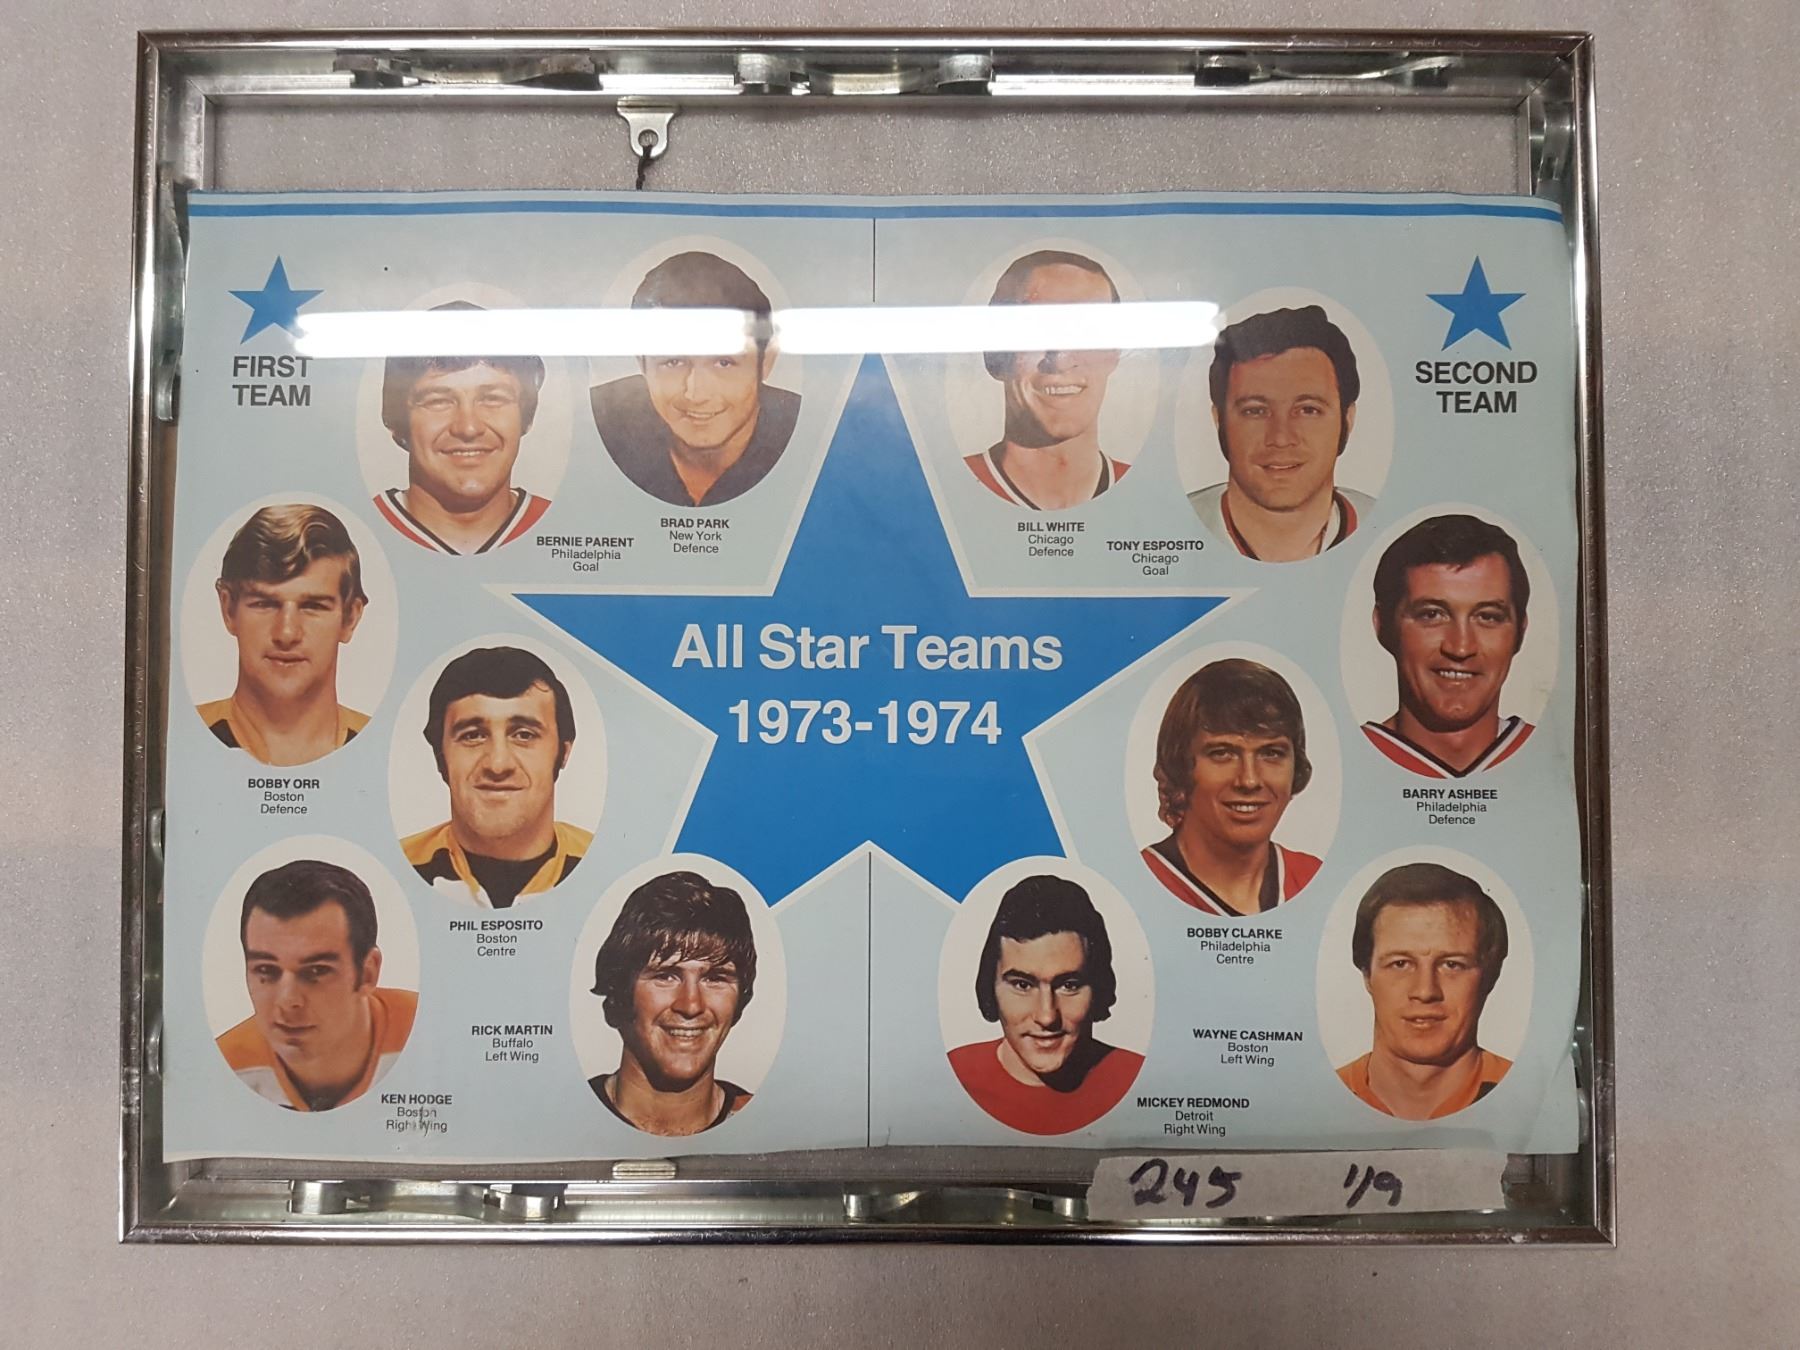 FIRST
TEAM
SECOND
TEAM
BERNIE PARENT
Philadelphia
Goal
BRAD PARK
New York
Defence
BILL WHITE
Chicago
Defence
TONY ESPOSITO
Chicago
Goal
All Star Teams
1973-1974
BOBBY ORR
Boston
Defence
BARRY ASHBEE
Philadelphia
Defence
PHIL ESPOSITO
Boston
Centre
BOBBY CLARKE
Philadelphia
Centre
RICK MARTIN
Buffalo
Left Wing
WAYNE CASHMAN
Boston
Left Wing
KEN HODGE
Boston
Right Wing
MICKEY REDMOND
Detroit
Right Wing
245 1/9